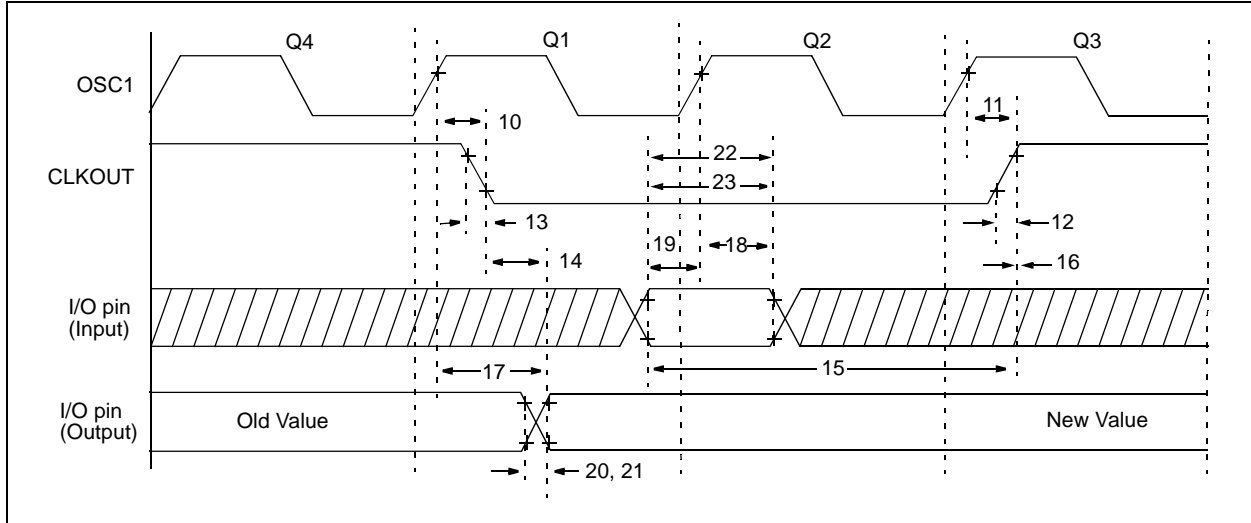 Q4 Q1 Q2 Q3
OSC1
10 11
22
CLKOUT
23
13 12
19 18
14 16
I/O pin
(Input)
17 15
I/O pin
(Output)
Old Value New Value
20, 21